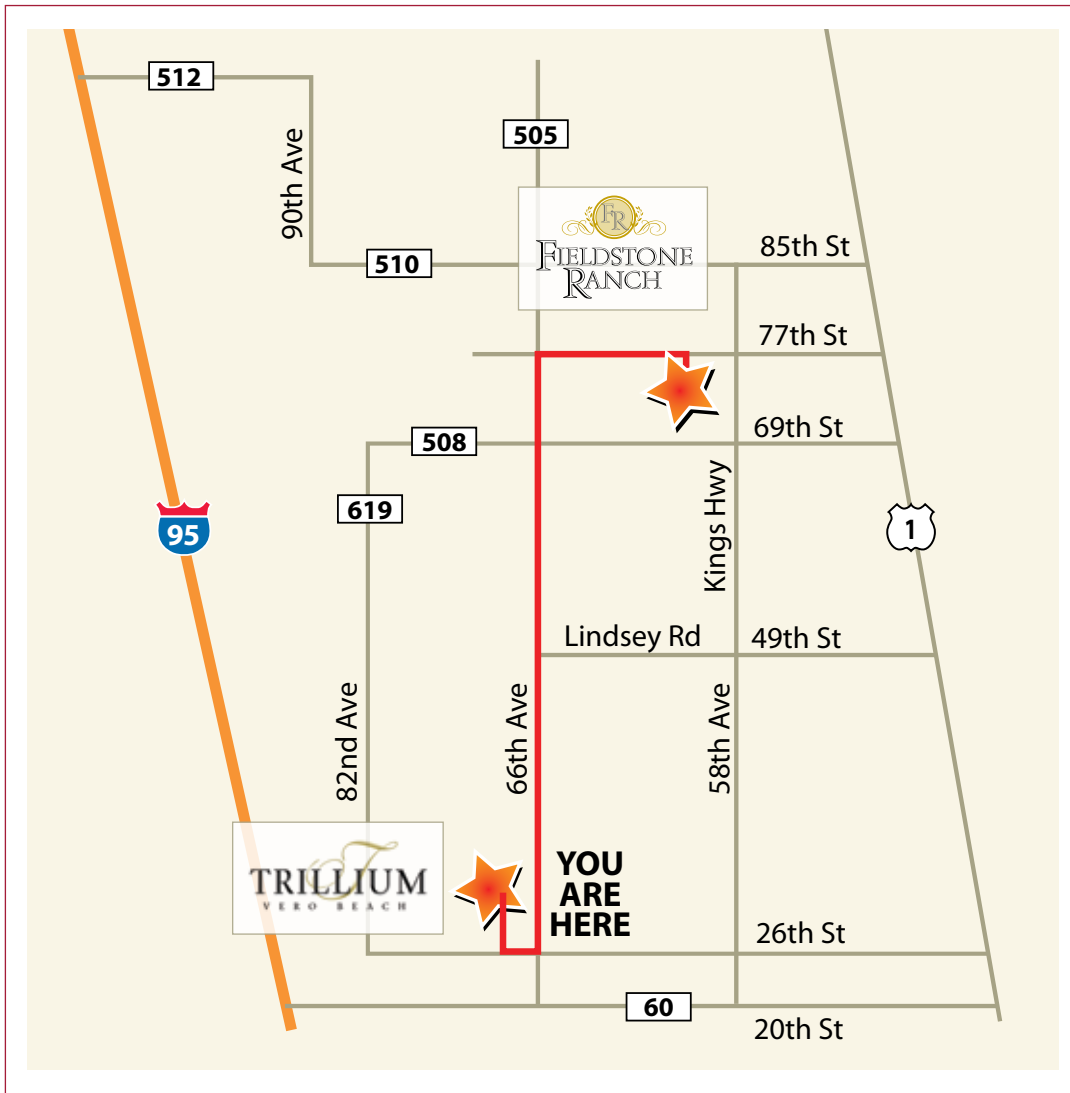 512
505
90th Ave
FR
FIELDSTONE
RANCH
85th St
510
77th St
69th St
508
619
95
Kings Hwy
1
Lindsey Rd
49th St
82nd Ave
66th Ave
58th Ave
T
TRILLIUM
VERO BEACH
YOU
ARE
HERE
26th St
60
20th St